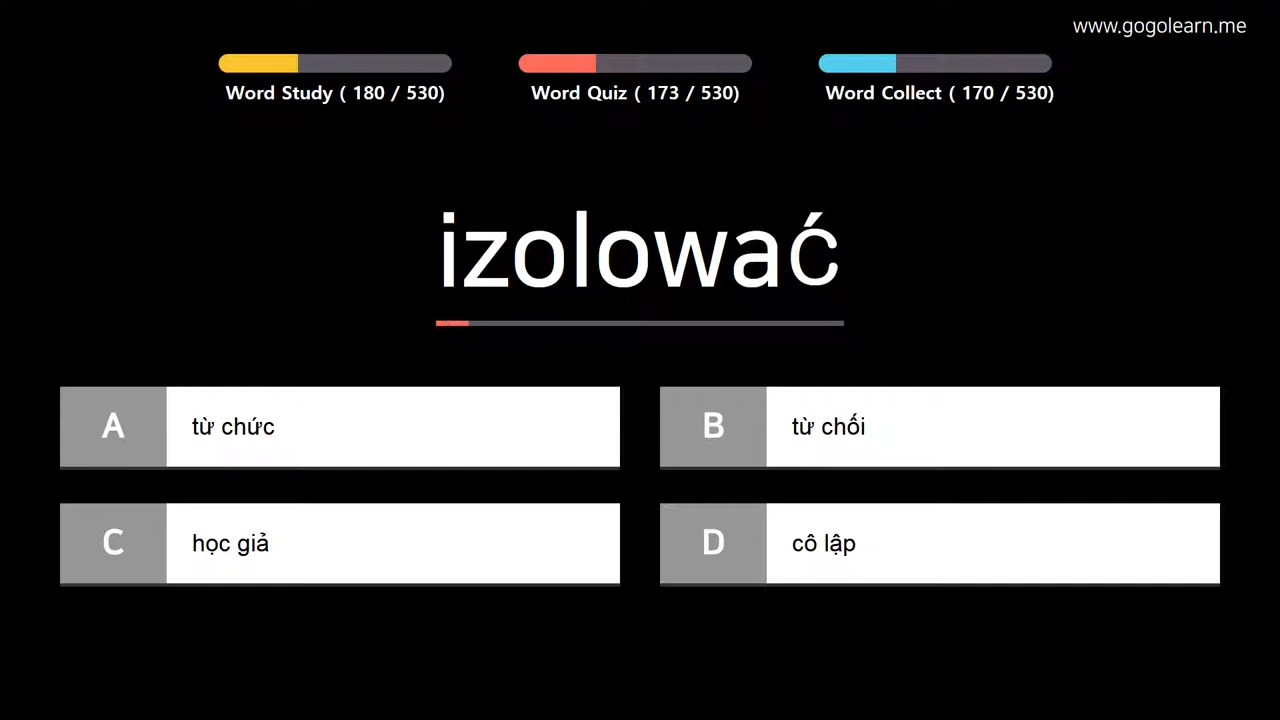 www.gogolearn.me
Word Study ( 180 / 530)
Word Quiz ( 173 / 530)
Word Collect ( 170 / 530)
izolować
A
từ chức
B
từ chối
C
học giả
D
cô lập